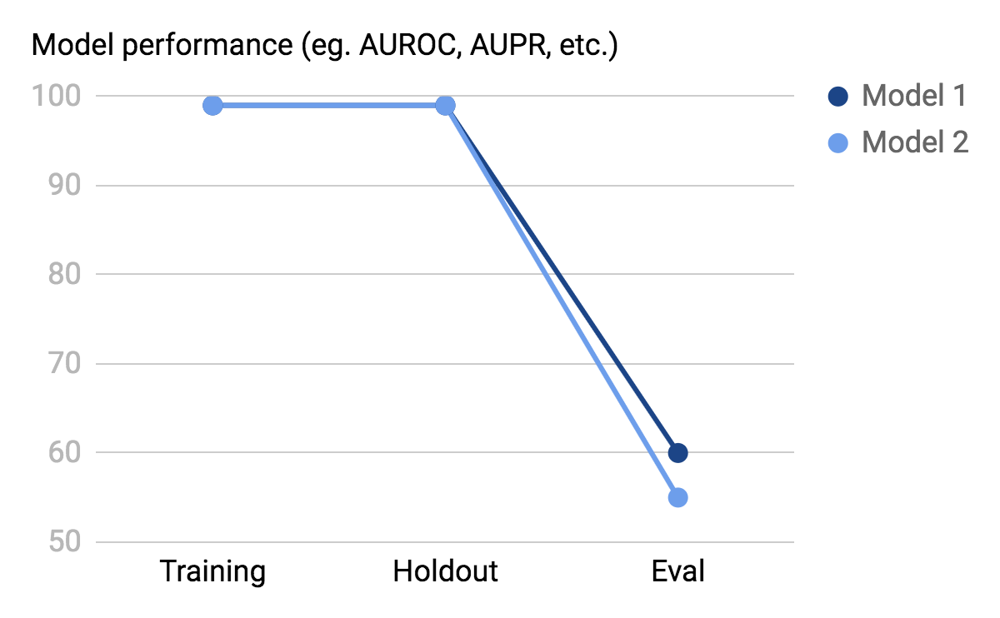 Model performance (eg. AUROC, AUPR, etc.)
100
90
80
70
60
50
Training Holdout Eval
Model 1
Model 2